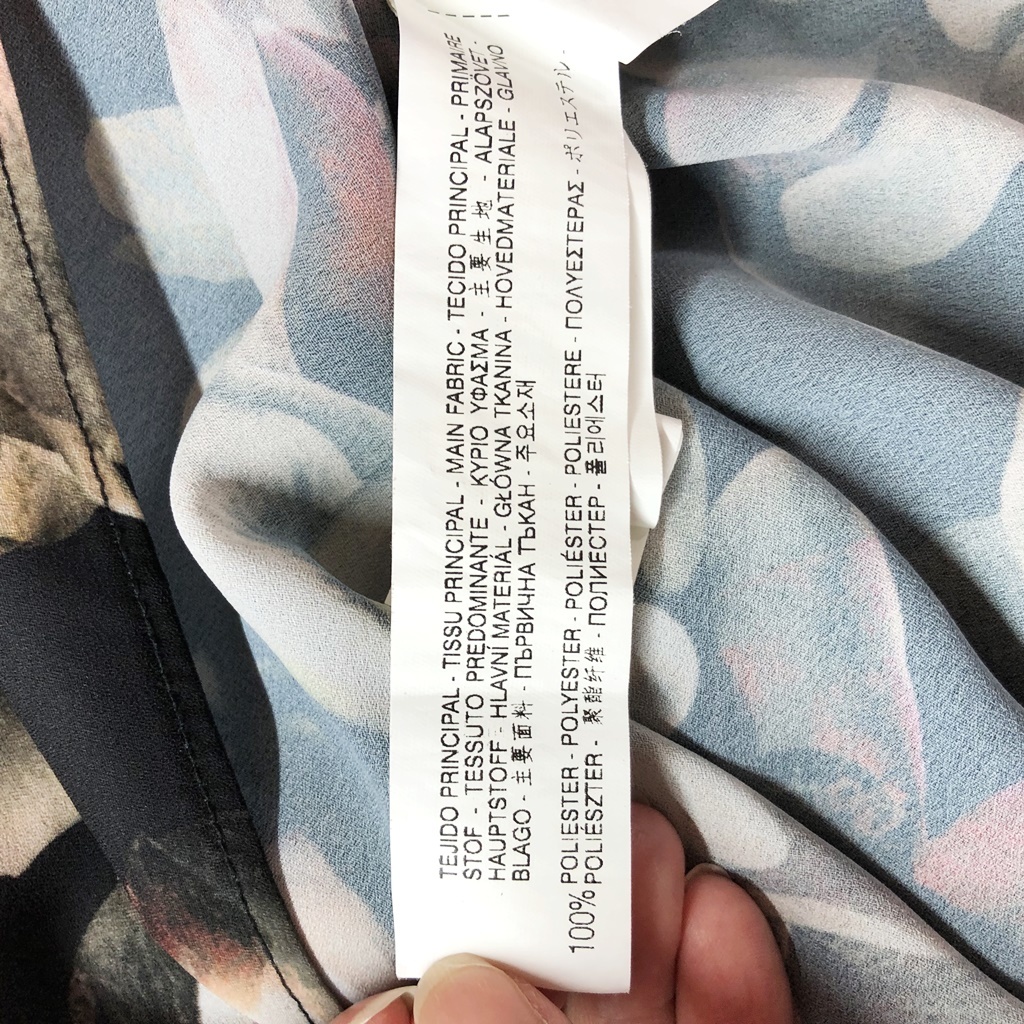 TEJIDO PRINCIPAL - TISSU PRINCIPAL - MAIN FABRIC - TECIDO PRINCIPAL - PRIMAIRE
STOF - TESSUTO PREDOMINANTE - ΚΥΡΙΟ ΥΦΑΣΜΑ - 主要生地 - ALAPSZÖVET -
HAUPTSTOFF - HLAVNI MATERIÁL - GŁÓWNA TKANINA - HOVEDMATERIALE - GLAVNO
BLAGO - 主要面料 - ПЪРВИЧНА ТЪКАН - 주요소재
100% POLIESTER - POLYESTER - POLIÉSTER - POLIESTERE - ΠΟΛΥΕΣΤΕΡΑΣ - ポリエステル -
POLIÉSZTER - 聚酯纤维 - ПОЛИЕСТЕР - 폴리에스터